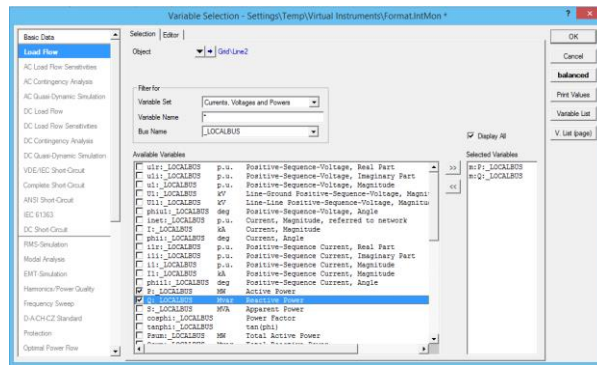 Variable Selection - Settings\Temp\Virtual Instruments\Format.IntMon *
Basic Data
Load Flow
AC Load Flow Sensitivities
AC Contingency Analysis
AC Quasi-Dynamic Simulation
DC Load Flow
DC Load Flow Sensitivities
DC Contingency Analysis
DC Quasi-Dynamic Simulation
VDE/IEC Short-Circuit
Complete Short-Circuit
ANSI Short-Circuit
IEC 61363
DC Short-Circuit
RMS-Simulation
Modal Analysis
EMT-Simulation
Harmonics/Power Quality
Frequency Sweep
D-A-CH-CZ Standard
Protection
Optimal Power Flow
Selection Editor
Object Grid\Line2
Filter for
Variable Set Currents, Voltages and Powers
Variable Name *
Bus Name _LOCALBUS
Display All
Available Variables
u1r:_LOCALBUS p.u. Positive-Sequence-Voltage, Real Part
u1i:_LOCALBUS p.u. Positive-Sequence-Voltage, Imaginary Part
u1:_LOCALBUS p.u. Positive-Sequence-Voltage, Magnitude
U1:_LOCALBUS kV Line-Ground Positive-Sequence-Voltage, Magni
U1l:_LOCALBUS kV Line-Line Positive-Sequence-Voltage, Magnitu
phiu1:_LOCALBUS deg Positive-Sequence-Voltage, Angle
inet:_LOCALBUS p.u. Current, Magnitude, referred to network
I:_LOCALBUS kA Current, Magnitude
phii:_LOCALBUS deg Current, Angle
i1r:_LOCALBUS p.u. Positive-Sequence Current, Real Part
i1i:_LOCALBUS p.u. Positive-Sequence Current, Imaginary Part
i1:_LOCALBUS p.u. Positive-Sequence Current, Magnitude
I1:_LOCALBUS kA Positive-Sequence Current, Magnitude
phii1:_LOCALBUS deg Positive-Sequence Current, Angle
P:_LOCALBUS MW Active Power
Q:_LOCALBUS Mvar Reactive Power
S:_LOCALBUS MVA Apparent Power
cosphi:_LOCALBUS Power Factor
tanphi:_LOCALBUS tan(phi)
Psum:_LOCALBUS MW Total Active Power
>>
<<
Selected Variables
m:P:_LOCALBUS
m:Q:_LOCALBUS
OK
Cancel
balanced
Print Values
Variable List
V. List (page)